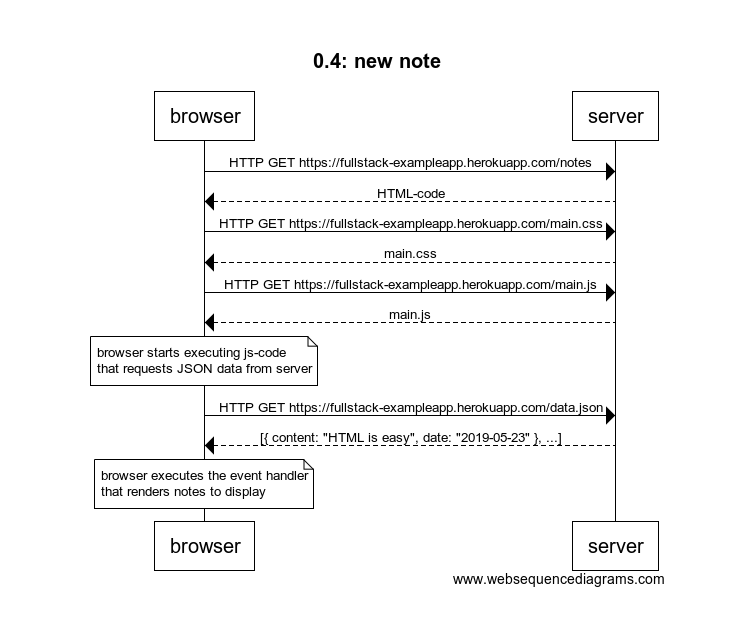 0.4: new note
browser
server
HTTP GET https://fullstack-exampleapp.herokuapp.com/notes
HTML-code
HTTP GET https://fullstack-exampleapp.herokuapp.com/main.css
main.css
HTTP GET https://fullstack-exampleapp.herokuapp.com/main.js
main.js
browser starts executing js-code
that requests JSON data from server
HTTP GET https://fullstack-exampleapp.herokuapp.com/data.json
[{ content: "HTML is easy", date: "2019-05-23" }, ...]
browser executes the event handler
that renders notes to display
browser
server
www.websequencediagrams.com